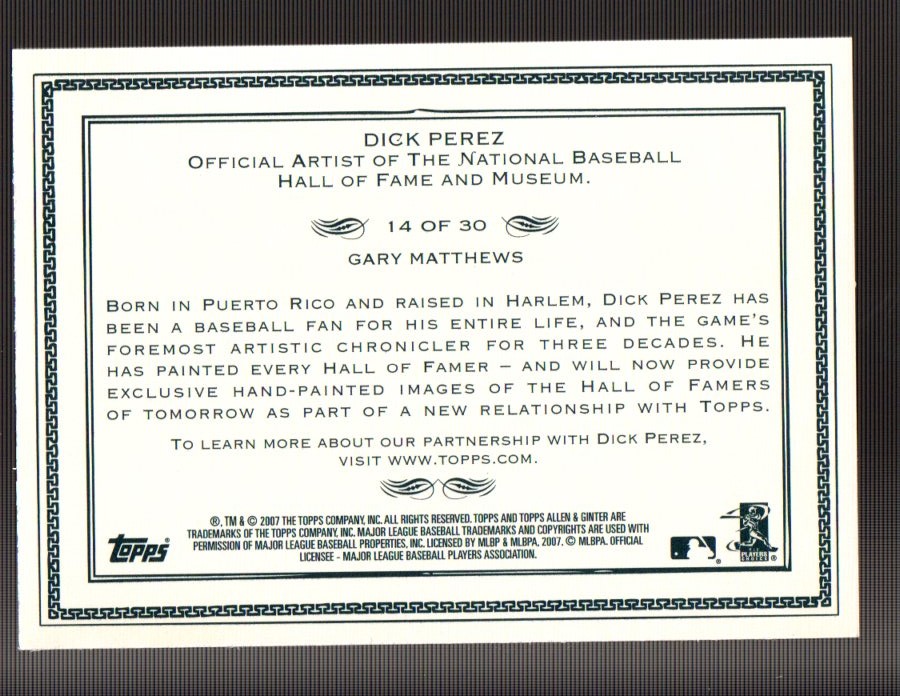 DICK PEREZ
OFFICIAL ARTIST OF THE NATIONAL BASEBALL
HALL OF FAME AND MUSEUM.
14 OF 30
GARY MATTHEWS
BORN IN PUERTO RICO AND RAISED IN HARLEM, DICK PEREZ HAS
BEEN A BASEBALL FAN FOR HIS ENTIRE LIFE, AND THE GAME'S
FOREMOST ARTISTIC CHRONICLER FOR THREE DECADES. HE
HAS PAINTED EVERY HALL OF FAMER – AND WILL NOW PROVIDE
EXCLUSIVE HAND-PAINTED IMAGES OF THE HALL OF FAMERS
OF TOMORROW AS PART OF A NEW RELATIONSHIP WITH TOPPS.
TO LEARN MORE ABOUT OUR PARTNERSHIP WITH DICK PEREZ,
VISIT WWW.TOPPS.COM.
®, TM & © 2007 THE TOPPS COMPANY, INC. ALL RIGHTS RESERVED. TOPPS AND TOPPS ALLEN & GINTER ARE
TRADEMARKS OF THE TOPPS COMPANY, INC. MAJOR LEAGUE BASEBALL TRADEMARKS AND COPYRIGHTS ARE USED WITH
PERMISSION OF MAJOR LEAGUE BASEBALL PROPERTIES, INC. LICENSED BY MLBP & MLBPA, 2007. © MLBPA. OFFICIAL
LICENSEE - MAJOR LEAGUE BASEBALL PLAYERS ASSOCIATION.
topps®
PLAYERS
CHOICE ®